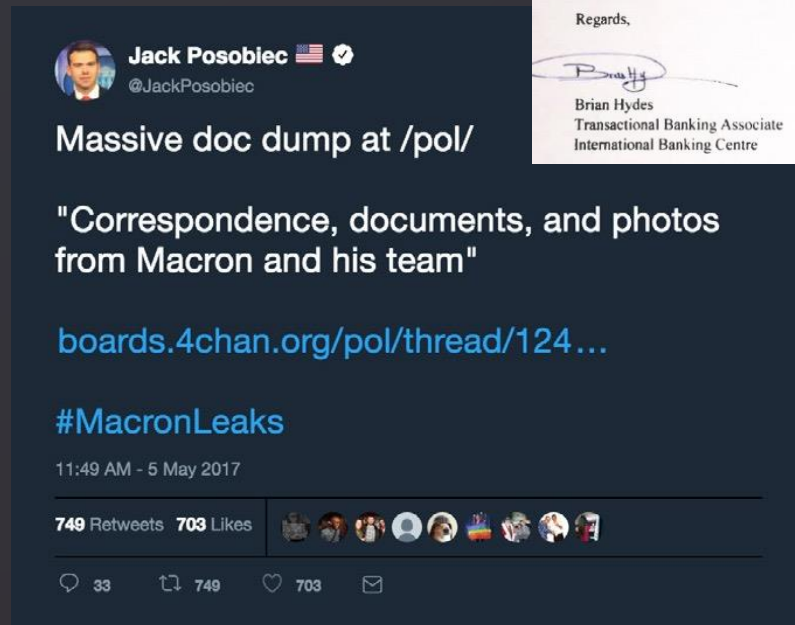 Jack Posobiec
@JackPosobiec
Massive doc dump at /pol/
"Correspondence, documents, and photos
from Macron and his team"
boards.4chan.org/pol/thread/124...
#MacronLeaks
11:49 AM - 5 May 2017
749 Retweets 703 Likes
33 749 703
Regards,
Brian Hydes
Transactional Banking Associate
International Banking Centre